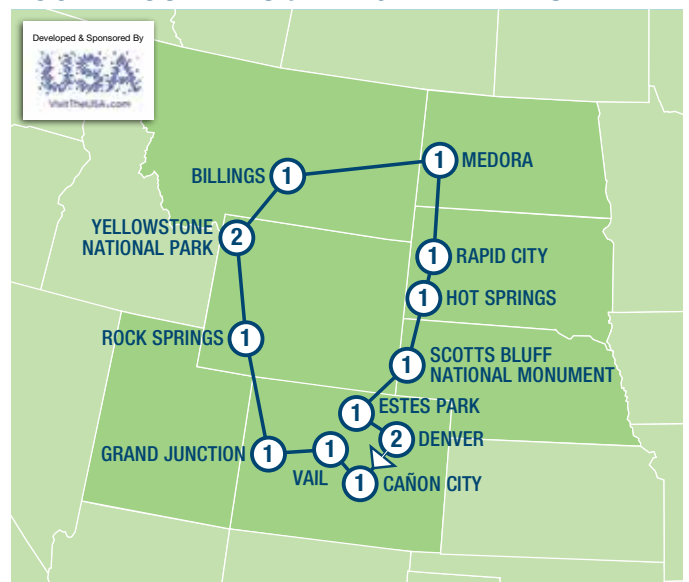 Developed & Sponsored By
USA
VisitTheUSA.com
BILLINGS
1
1
MEDORA
YELLOWSTONE
NATIONAL PARK
2
1
RAPID CITY
1
HOT SPRINGS
ROCK SPRINGS
1
1
SCOTTS BLUFF
NATIONAL MONUMENT
1
ESTES PARK
2
DENVER
GRAND JUNCTION
1
1
VAIL
1
CAÑON CITY